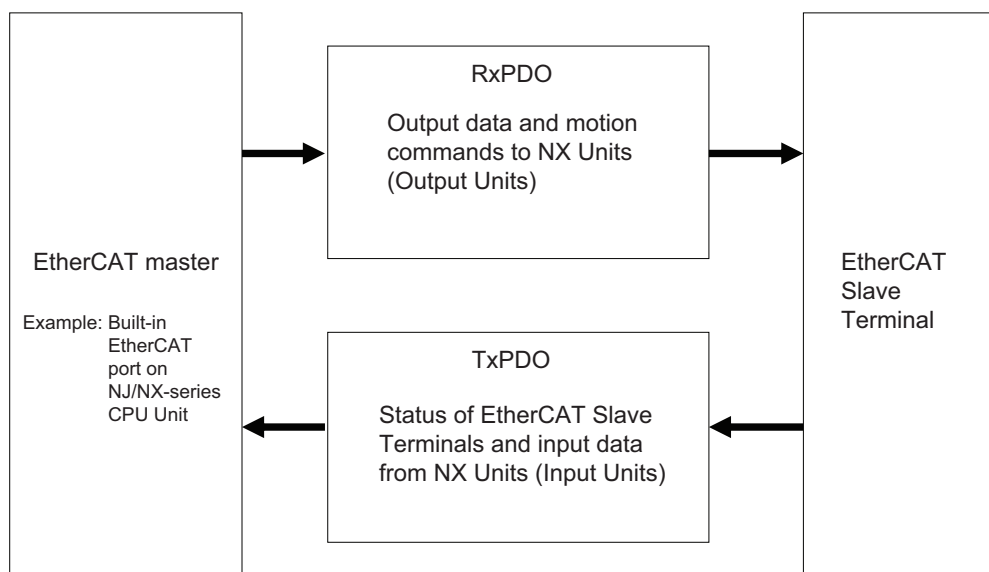 EtherCAT master
Example: Built-in
EtherCAT
port on
NJ/NX-series
CPU Unit
RxPDO
Output data and motion
commands to NX Units
(Output Units)
TxPDO
Status of EtherCAT Slave
Terminals and input data
from NX Units (Input Units)
EtherCAT
Slave
Terminal